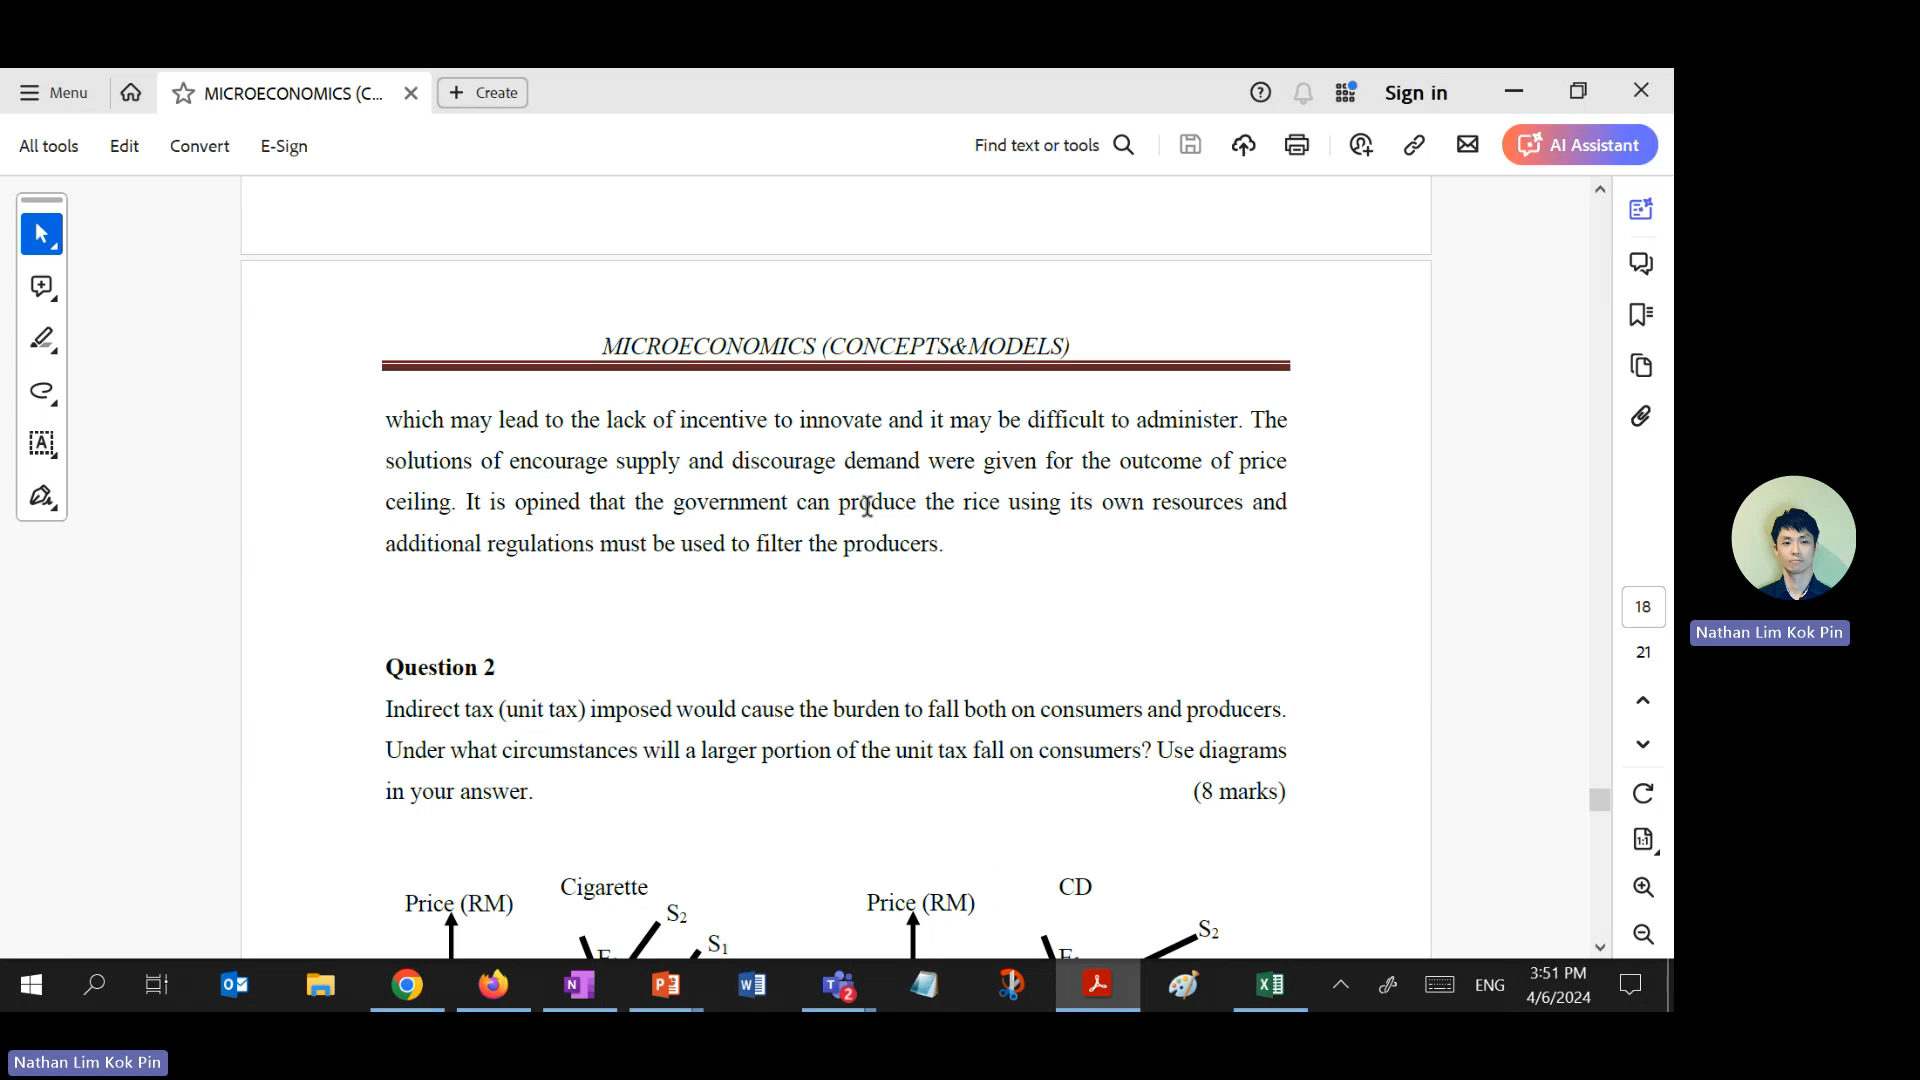 Menu
MICROECONOMICS (C...
Create
Sign in
All tools
Edit
Convert
E-Sign
Find text or tools
AI Assistant
MICROECONOMICS (CONCEPTS&MODELS)
which may lead to the lack of incentive to innovate and it may be difficult to administer. The
solutions of encourage supply and discourage demand were given for the outcome of price
ceiling. It is opined that the government can produce the rice using its own resources and
additional regulations must be used to filter the producers.
Question 2
Indirect tax (unit tax) imposed would cause the burden to fall both on consumers and producers.
Under what circumstances will a larger portion of the unit tax fall on consumers? Use diagrams
in your answer. (8 marks)
Cigarette
Price (RM)
S2
S1
CD
Price (RM)
S2
18
21
Nathan Lim Kok Pin
ENG
3:51 PM
4/6/2024
Nathan Lim Kok Pin